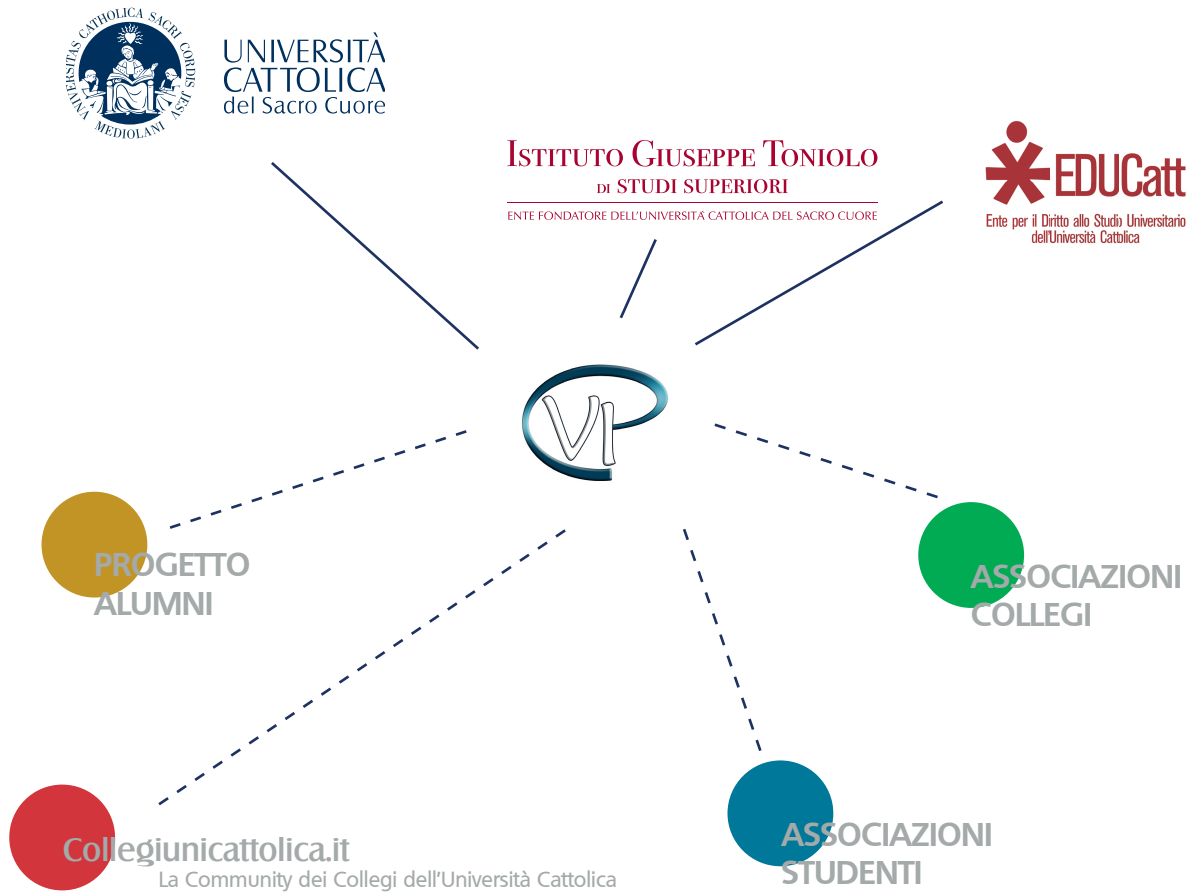 UNIVERSITAS CATHOLICA SACRI CORDIS JESU
MEDIOLANI
UNIVERSITÀ
CATTOLICA
del Sacro Cuore
ISTITUTO GIUSEPPE TONIOLO
DI STUDI SUPERIORI
ENTE FONDATORE DELL'UNIVERSITÀ CATTOLICA DEL SACRO CUORE
EDUCatt
Ente per il Diritto allo Studio Universitario
dell'Università Cattolica
VI
PROGETTO
ALUMNI
ASSOCIAZIONI
COLLEGI
Collegiunicattolica.it
La Community dei Collegi dell'Università Cattolica
ASSOCIAZIONI
STUDENTI